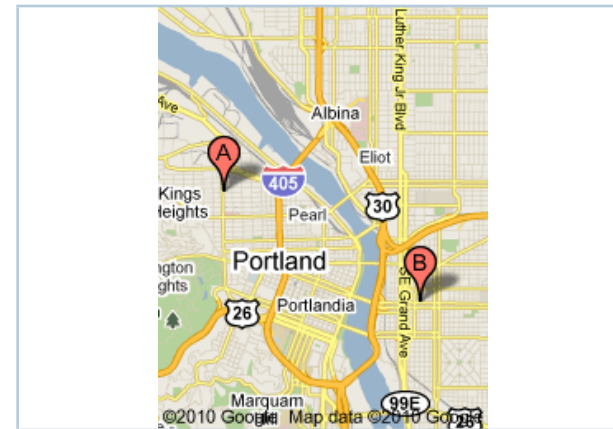 Luther King Jr Blvd
Ave
Albina
A
Eliot
405
Kings
Heights
Pearl
30
B
Portland
SE Grand Ave
Portlandia
26
Marquam
99E
©2010 Google Map data ©2010 Google